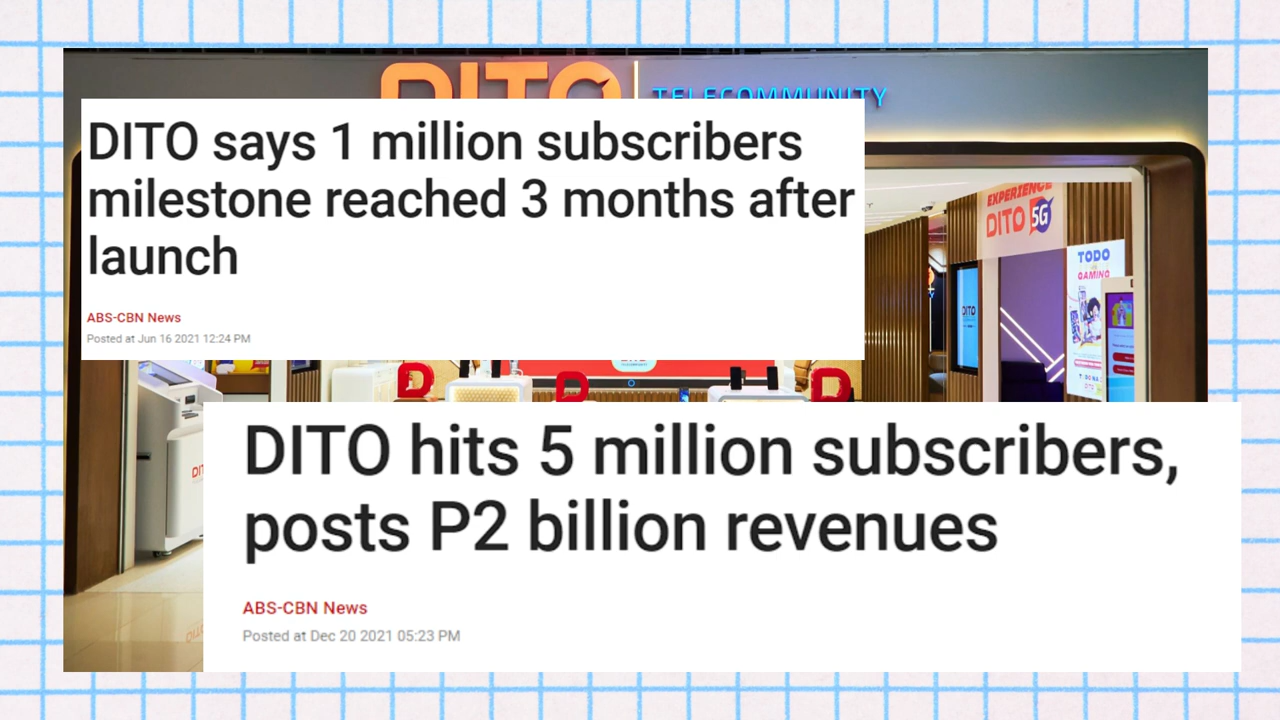 DITO
TELECOMMUNITY
DITO says 1 million subscribers
milestone reached 3 months after
launch
ABS-CBN News
Posted at Jun 16 2021 12:24 PM
EXPERIENCE
DITO 5G
TODO
GAMING
DITO
DITO hits 5 million subscribers,
posts P2 billion revenues
ABS-CBN News
Posted at Dec 20 2021 05:23 PM